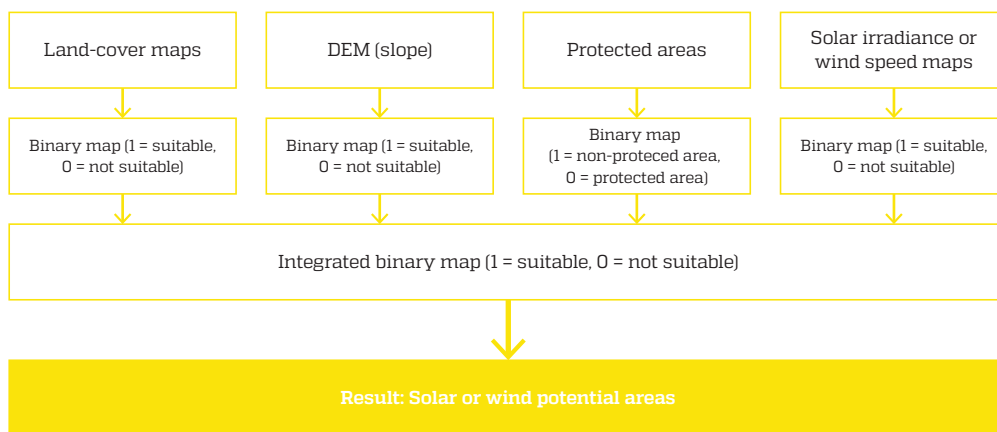 Land-cover maps
DEM (slope)
Protected areas
Solar irradiance or
wind speed maps
Binary map (1 = suitable,
0 = not suitable)
Binary map (1 = suitable,
0 = not suitable)
Binary map
(1 = non-proteced area,
0 = protected area)
Binary map (1 = suitable,
0 = not suitable)
Integrated binary map (1 = suitable, 0 = not suitable)
Result: Solar or wind potential areas